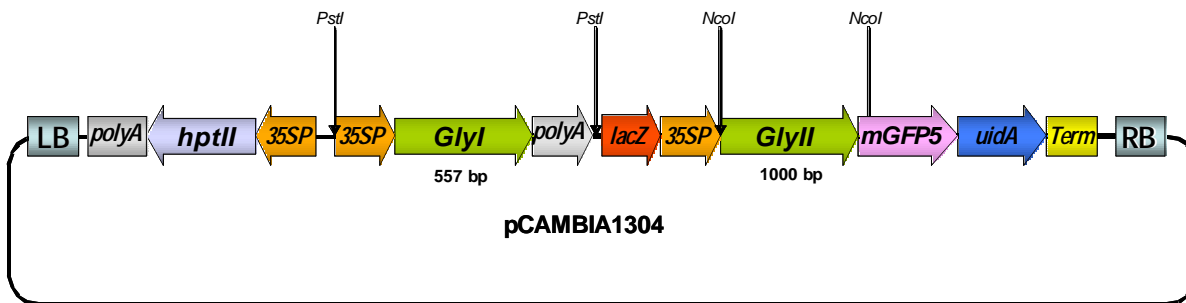 PstI PstI NcoI NcoI
LB polyA hptII 35SP 35SP GlyI polyA lacZ 35SP GlyII mGFP5 uidA Term RB
557 bp 1000 bp
pCAMBIA1304